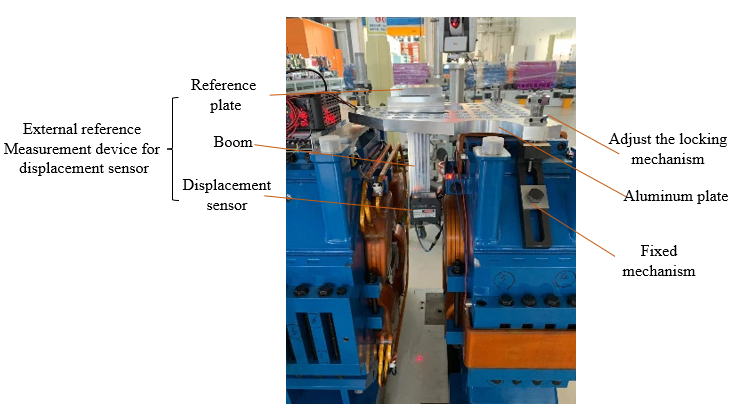 Reference
plate
External reference
Measurement device for
displacement sensor
Boom
Displacement
sensor
Adjust the locking
mechanism
Aluminum plate
Fixed
mechanism